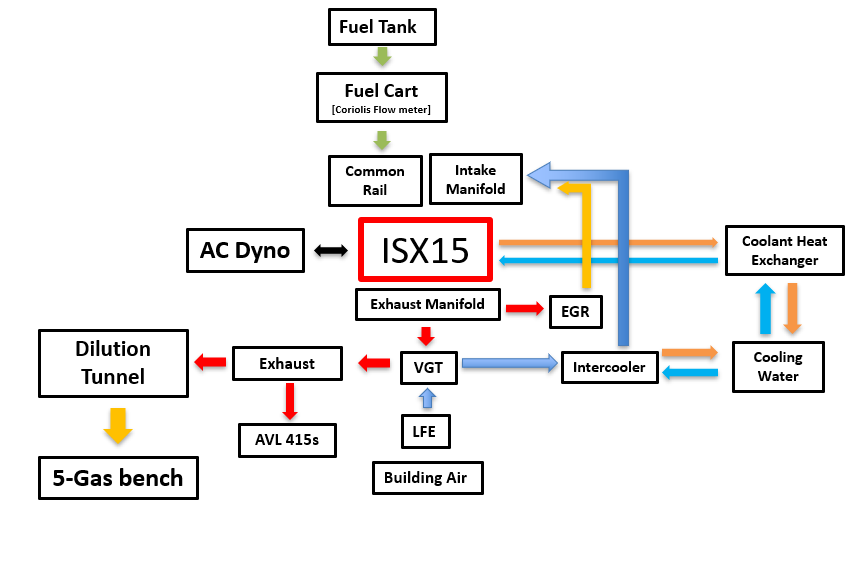 Fuel Tank
Fuel Cart
[Coriolis Flow meter]
Common
Rail
Intake
Manifold
AC Dyno
ISX15
Coolant Heat
Exchanger
Exhaust Manifold
EGR
Dilution
Tunnel
Exhaust
VGT
Intercooler
Cooling
Water
AVL 415s
LFE
5-Gas bench
Building Air